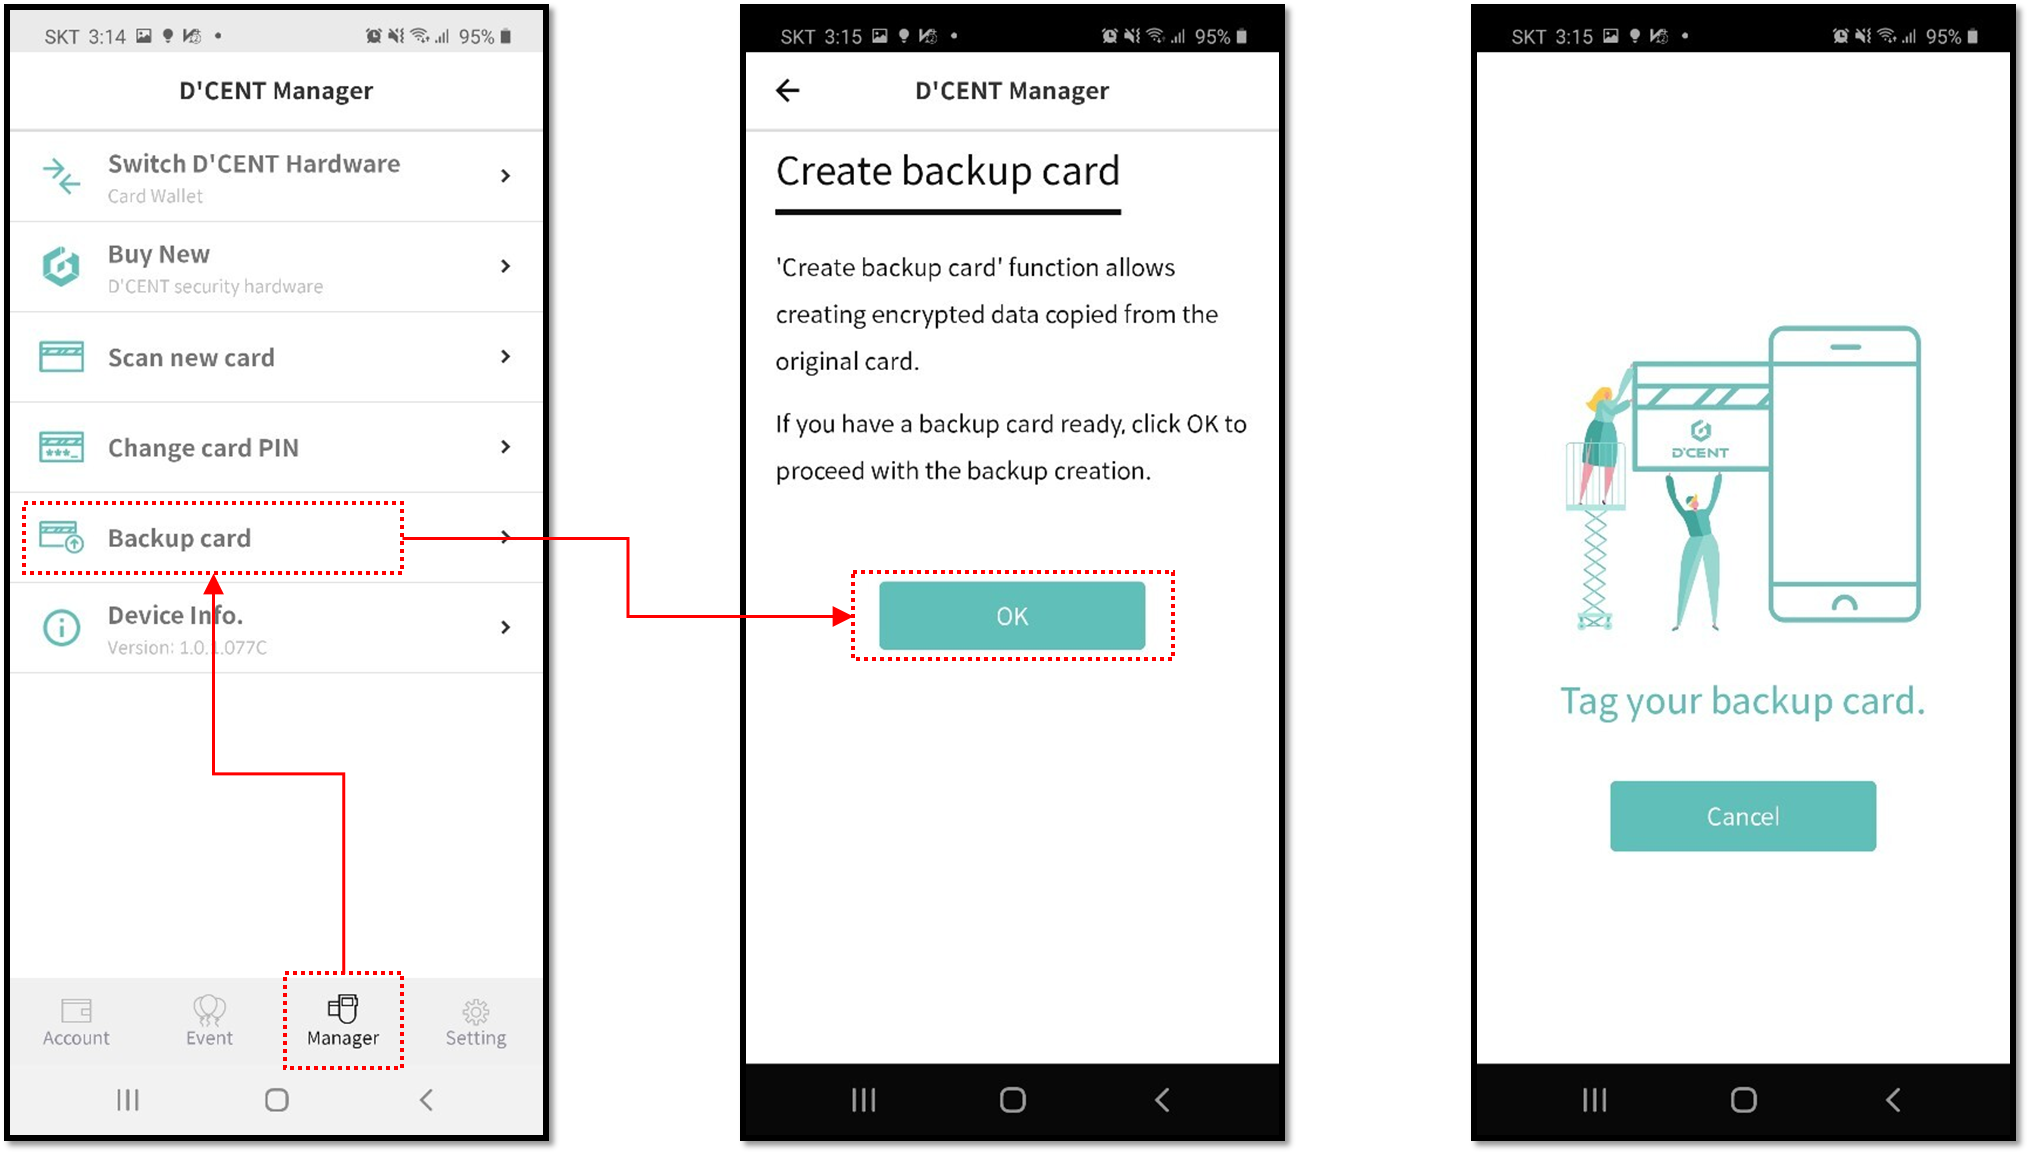 SKT 3:14
95%
D'CENT Manager
Switch D'CENT Hardware
Card Wallet
Buy New
D'CENT security hardware
Scan new card
Change card PIN
***_
Backup card
Device Info.
Version: 1.0.1.077C
Account
Event
Manager
Setting
SKT 3:15
95%
D'CENT Manager
Create backup card
'Create backup card' function allows
creating encrypted data copied from the
original card.
If you have a backup card ready, click OK to
proceed with the backup creation.
OK
SKT 3:15
95%
D'CENT
Tag your backup card.
Cancel